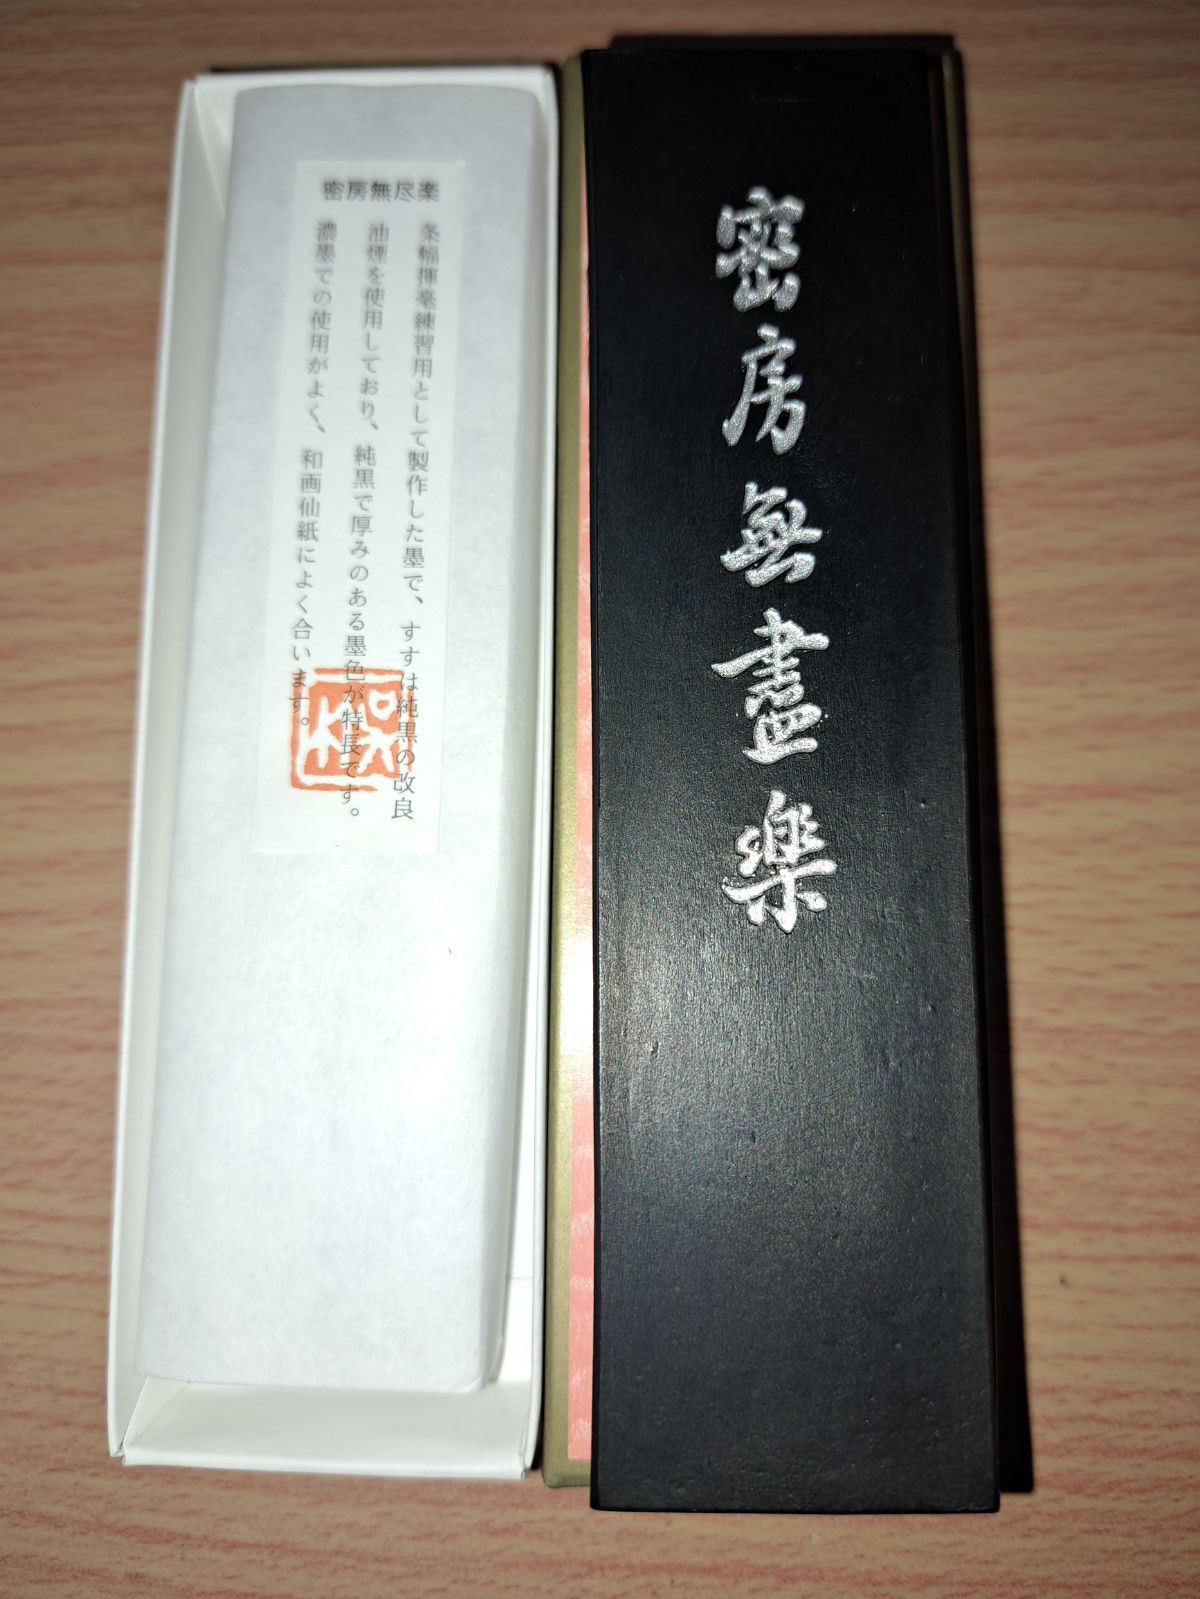 密房無尽楽
条幅揮毫練習用として製作した墨で、すすは純黒の改良
油煙を使用しており、純黒で厚みのある墨色が特長です。
濃墨での使用がよく、和画仙紙によく合います。
密房無盡樂